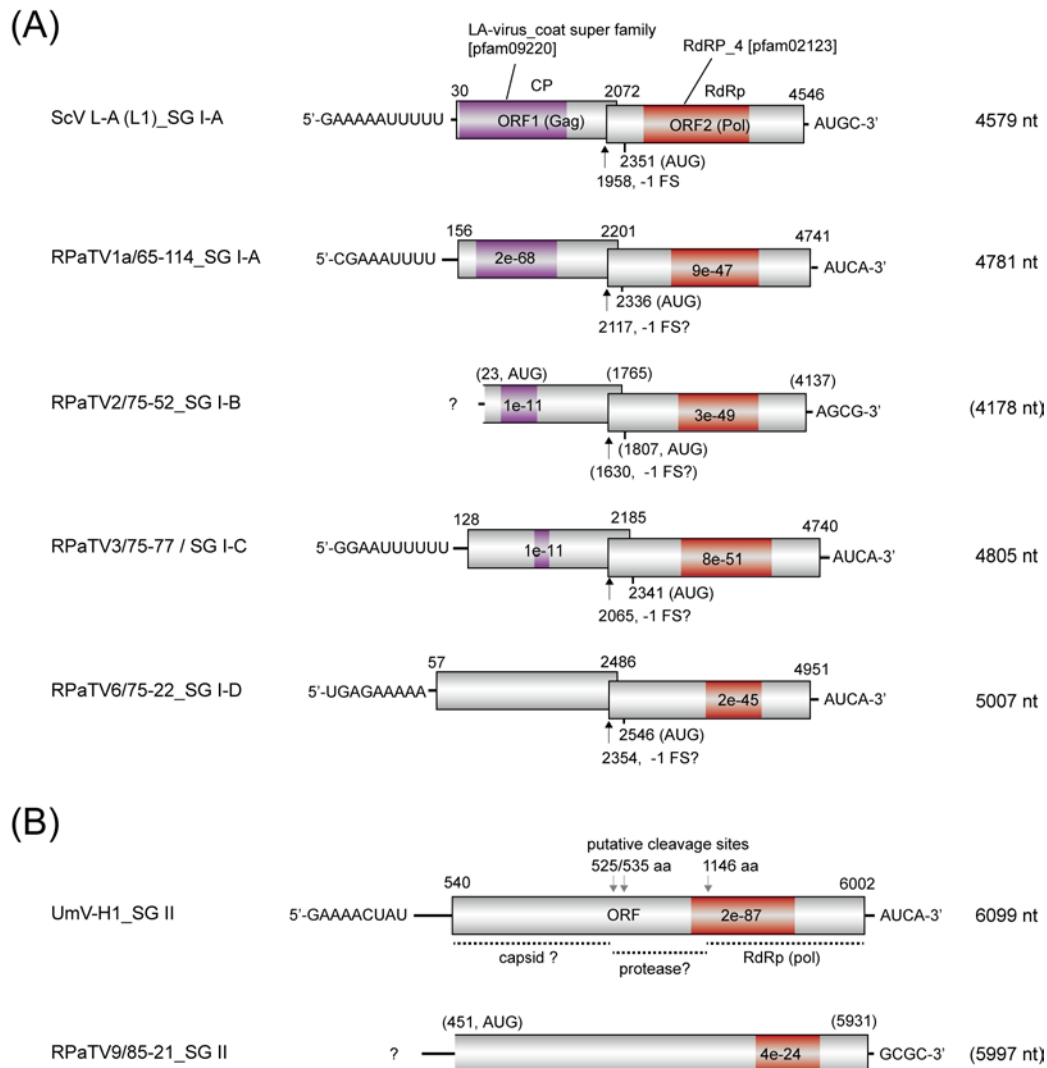 (A)
LA-virus_coat super family
[pfam09220]
RdRP_4 [pfam02123]
30
CP
2072
RdRp
4546
ScV L-A (L1)_SG I-A
5'-GAAAAAUUUUU
ORF1 (Gag)
ORF2 (Pol)
AUGC-3'
4579 nt
2351 (AUG)
1958, -1 FS
156
2201
4741
RPaTV1a/65-114_SG I-A
5'-CGAAAUUUU
2e-68
9e-47
AUCA-3'
4781 nt
2336 (AUG)
2117, -1 FS?
(23, AUG)
(1765)
(4137)
RPaTV2/75-52_SG I-B
?
1e-11
3e-49
AGCG-3'
(4178 nt)
(1807, AUG)
(1630, -1 FS?)
128
2185
4740
RPaTV3/75-77 / SG I-C
5'-GGAAUUUUUU
1e-11
8e-51
AUCA-3'
4805 nt
2341 (AUG)
2065, -1 FS?
57
2486
4951
RPaTV6/75-22_SG I-D
5'-UGAGAAAAA
2e-45
AUCA-3'
5007 nt
2546 (AUG)
2354, -1 FS?
(B)
putative cleavage sites
525/535 aa
1146 aa
540
6002
UmV-H1_SG II
5'-GAAAACUAU
ORF
2e-87
AUCA-3'
6099 nt
capsid ?
protease?
RdRp (pol)
(451, AUG)
(5931)
RPaTV9/85-21_SG II
?
4e-24
GCGC-3'
(5997 nt)